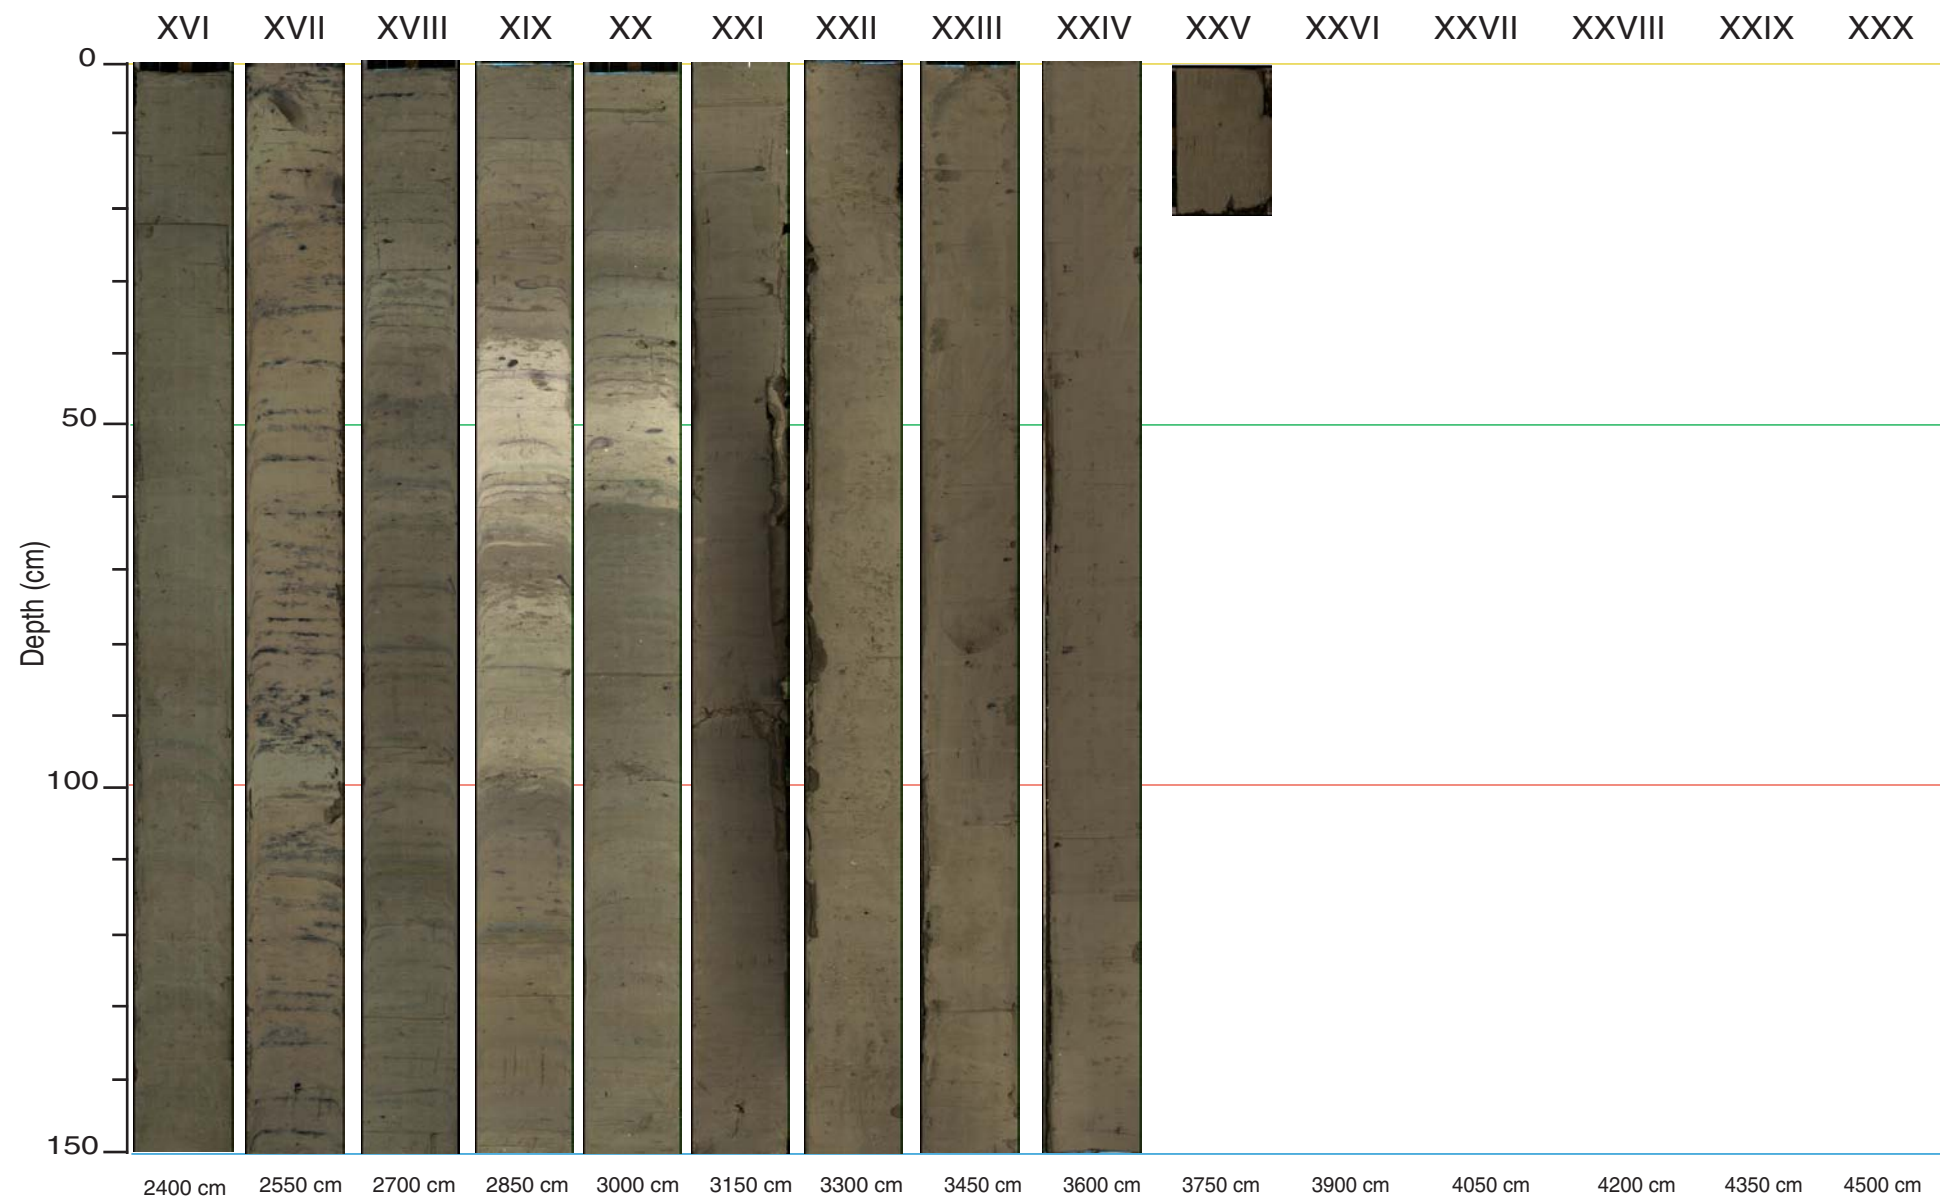 XVI XVII XVIII XIX XX XXI XXII XXIII XXIV XXV XXVI XXVII XXVIII XXIX XXX
0
50
Depth (cm)
100
150
2400 cm 2550 cm 2700 cm 2850 cm 3000 cm 3150 cm 3300 cm 3450 cm 3600 cm 3750 cm 3900 cm 4050 cm 4200 cm 4350 cm 4500 cm